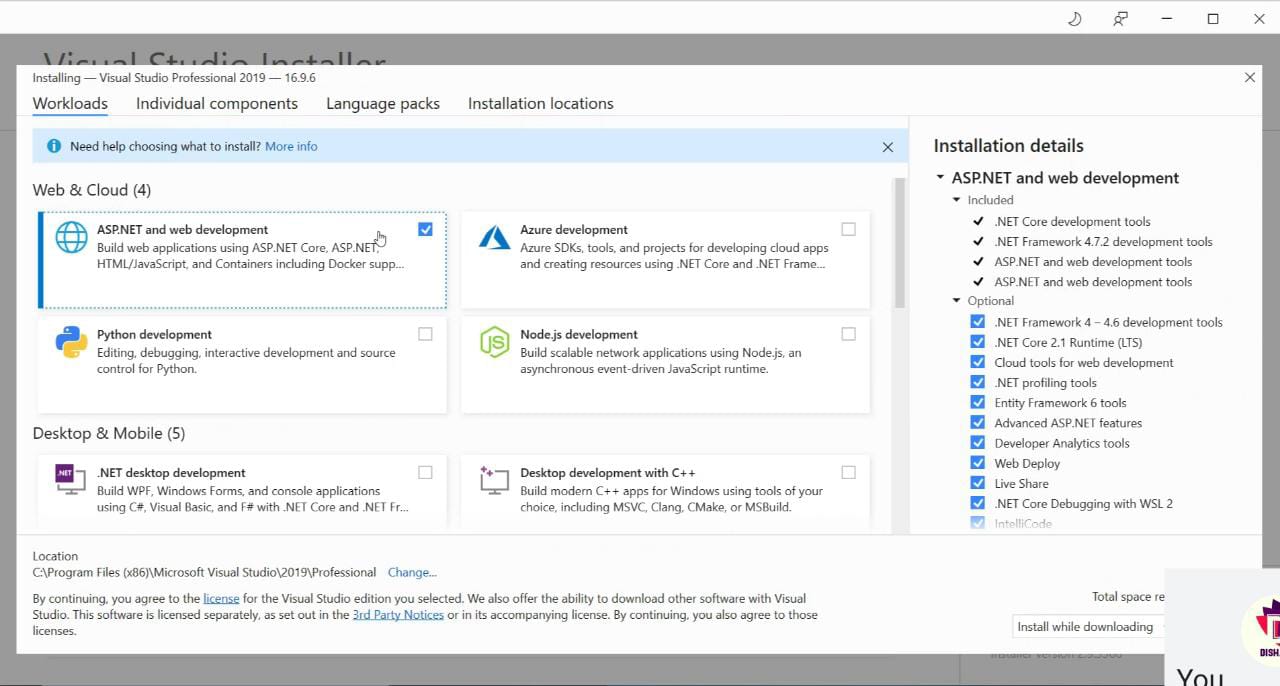 Visual Studio Installer
Installing — Visual Studio Professional 2019 — 16.9.6
Workloads Individual components Language packs Installation locations
Need help choosing what to install? More info
Web & Cloud (4)
ASP.NET and web development
Build web applications using ASP.NET Core, ASP.NET,
HTML/JavaScript, and Containers including Docker supp...
Azure development
Azure SDKs, tools, and projects for developing cloud apps
and creating resources using .NET Core and .NET Frame...
Python development
Editing, debugging, interactive development and source
control for Python.
Node.js development
Build scalable network applications using Node.js, an
asynchronous event-driven JavaScript runtime.
Desktop & Mobile (5)
.NET desktop development
Build WPF, Windows Forms, and console applications
using C#, Visual Basic, and F# with .NET Core and .NET Fr...
Desktop development with C++
Build modern C++ apps for Windows using tools of your
choice, including MSVC, Clang, CMake, or MSBuild.
Installation details
ASP.NET and web development
Included
.NET Core development tools
.NET Framework 4.7.2 development tools
ASP.NET and web development tools
ASP.NET and web development tools
Optional
.NET Framework 4 – 4.6 development tools
.NET Core 2.1 Runtime (LTS)
Cloud tools for web development
.NET profiling tools
Entity Framework 6 tools
Advanced ASP.NET features
Developer Analytics tools
Web Deploy
Live Share
.NET Core Debugging with WSL 2
IntelliCode
Location
C:\Program Files (x86)\Microsoft Visual Studio\2019\Professional Change...
By continuing, you agree to the license for the Visual Studio edition you selected. We also offer the ability to download other software with Visual
Studio. This software is licensed separately, as set out in the 3rd Party Notices or in its accompanying license. By continuing, you also agree to those
licenses.
Total space re
Install while downloading
DISH
You